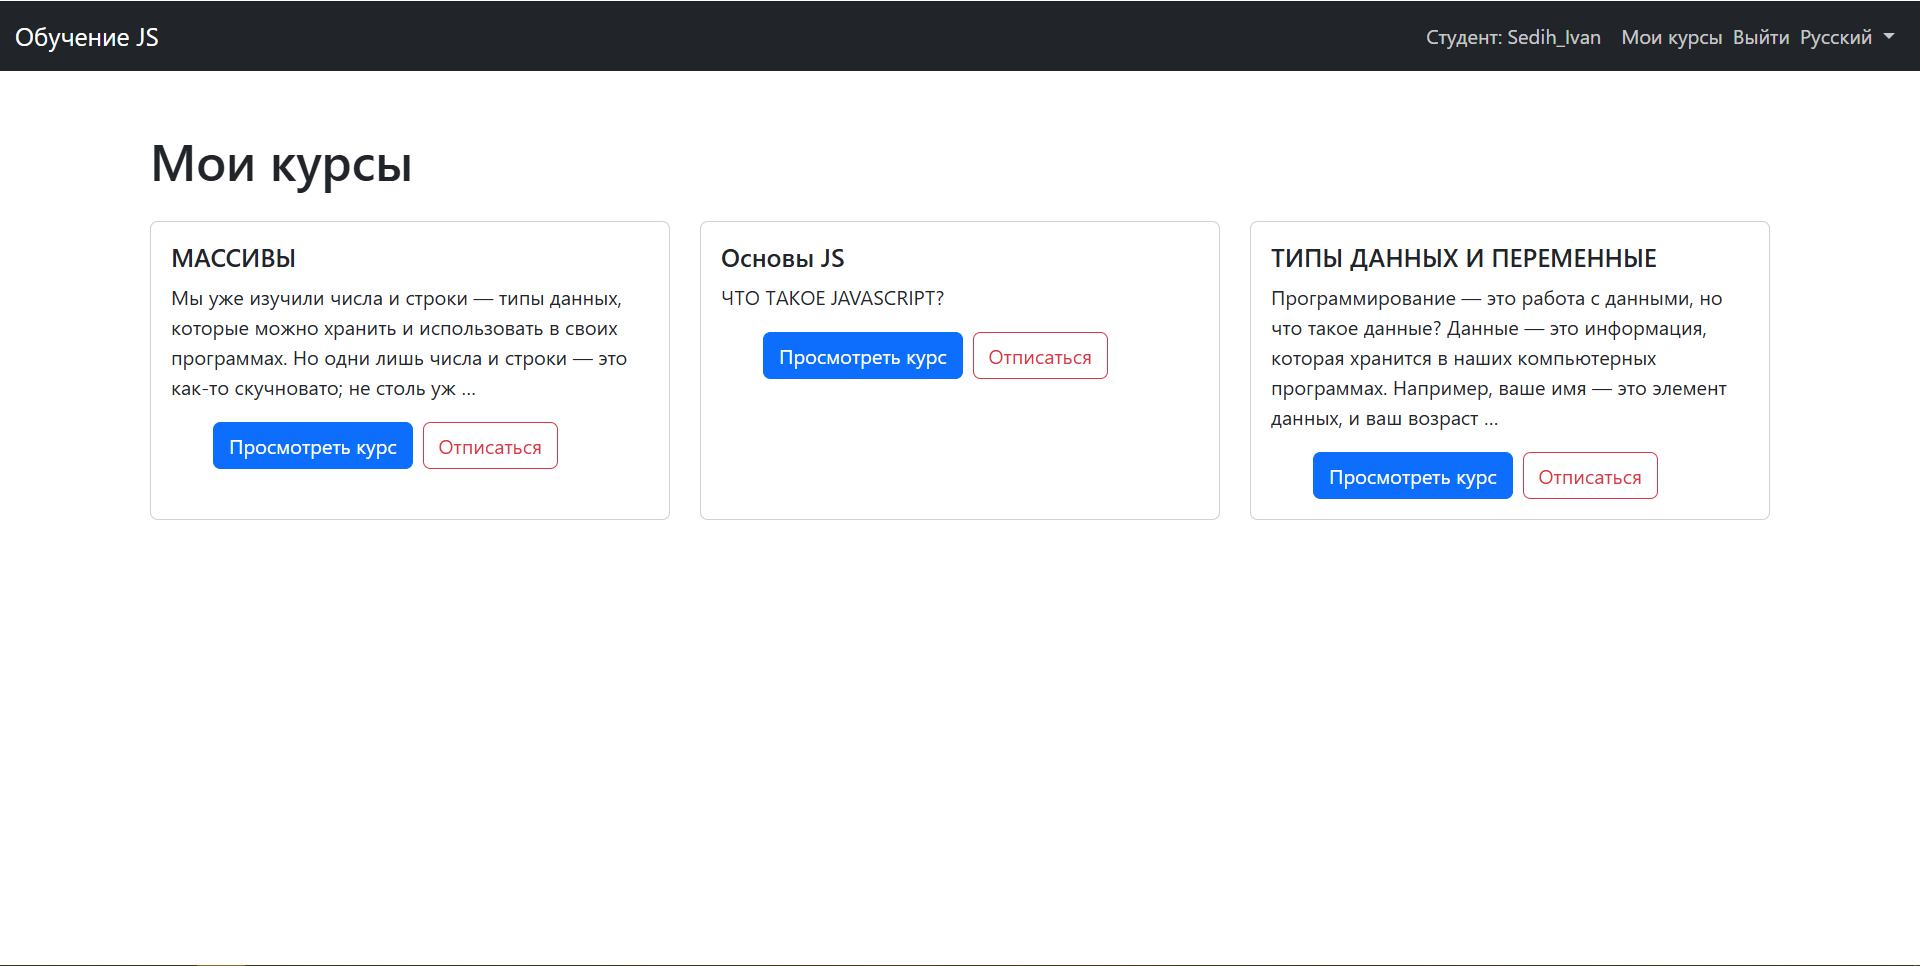 Обучение JS
Студент: Sedih_Ivan Мои курсы Выйти Русский
Мои курсы
МАССИВЫ
Мы уже изучили числа и строки — типы данных,
которые можно хранить и использовать в своих
программах. Но одни лишь числа и строки — это
как-то скучновато; не столь уж ...
Просмотреть курс Отписаться
Основы JS
ЧТО ТАКОЕ JAVASCRIPT?
Просмотреть курс Отписаться
ТИПЫ ДАННЫХ И ПЕРЕМЕННЫЕ
Программирование — это работа с данными, но
что такое данные? Данные — это информация,
которая хранится в наших компьютерных
программах. Например, ваше имя — это элемент
данных, и ваш возраст ...
Просмотреть курс Отписаться